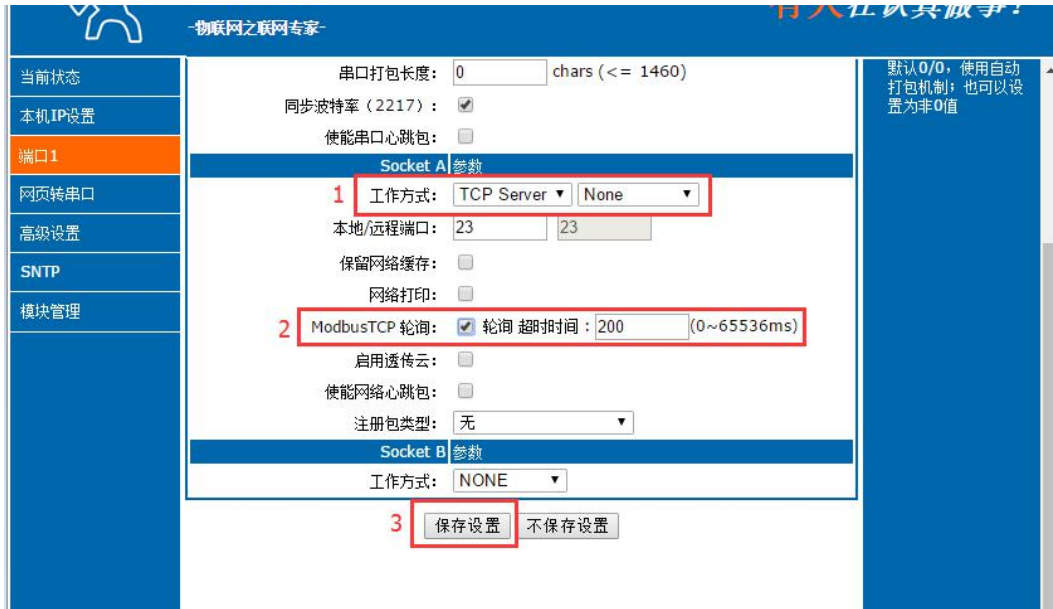 有人在认真做事!
-物联网之联网专家-
当前状态
本机IP设置
端口1
网页转串口
高级设置
SNTP
模块管理
串口打包长度: 0 chars (<= 1460)
同步波特率 (2217) :
使能串口心跳包:
Socket A 参数
1 工作方式: TCP Server None
本地/远程端口: 23 23
保留网络缓存:
网络打印:
2 ModbusTCP 轮询: 轮询 超时时间 : 200 (0~65536ms)
启用透传云:
使能网络心跳包:
注册包类型: 无
Socket B 参数
工作方式: NONE
3 保存设置 不保存设置
默认0/0, 使用自动
打包机制; 也可以设
置为非0值